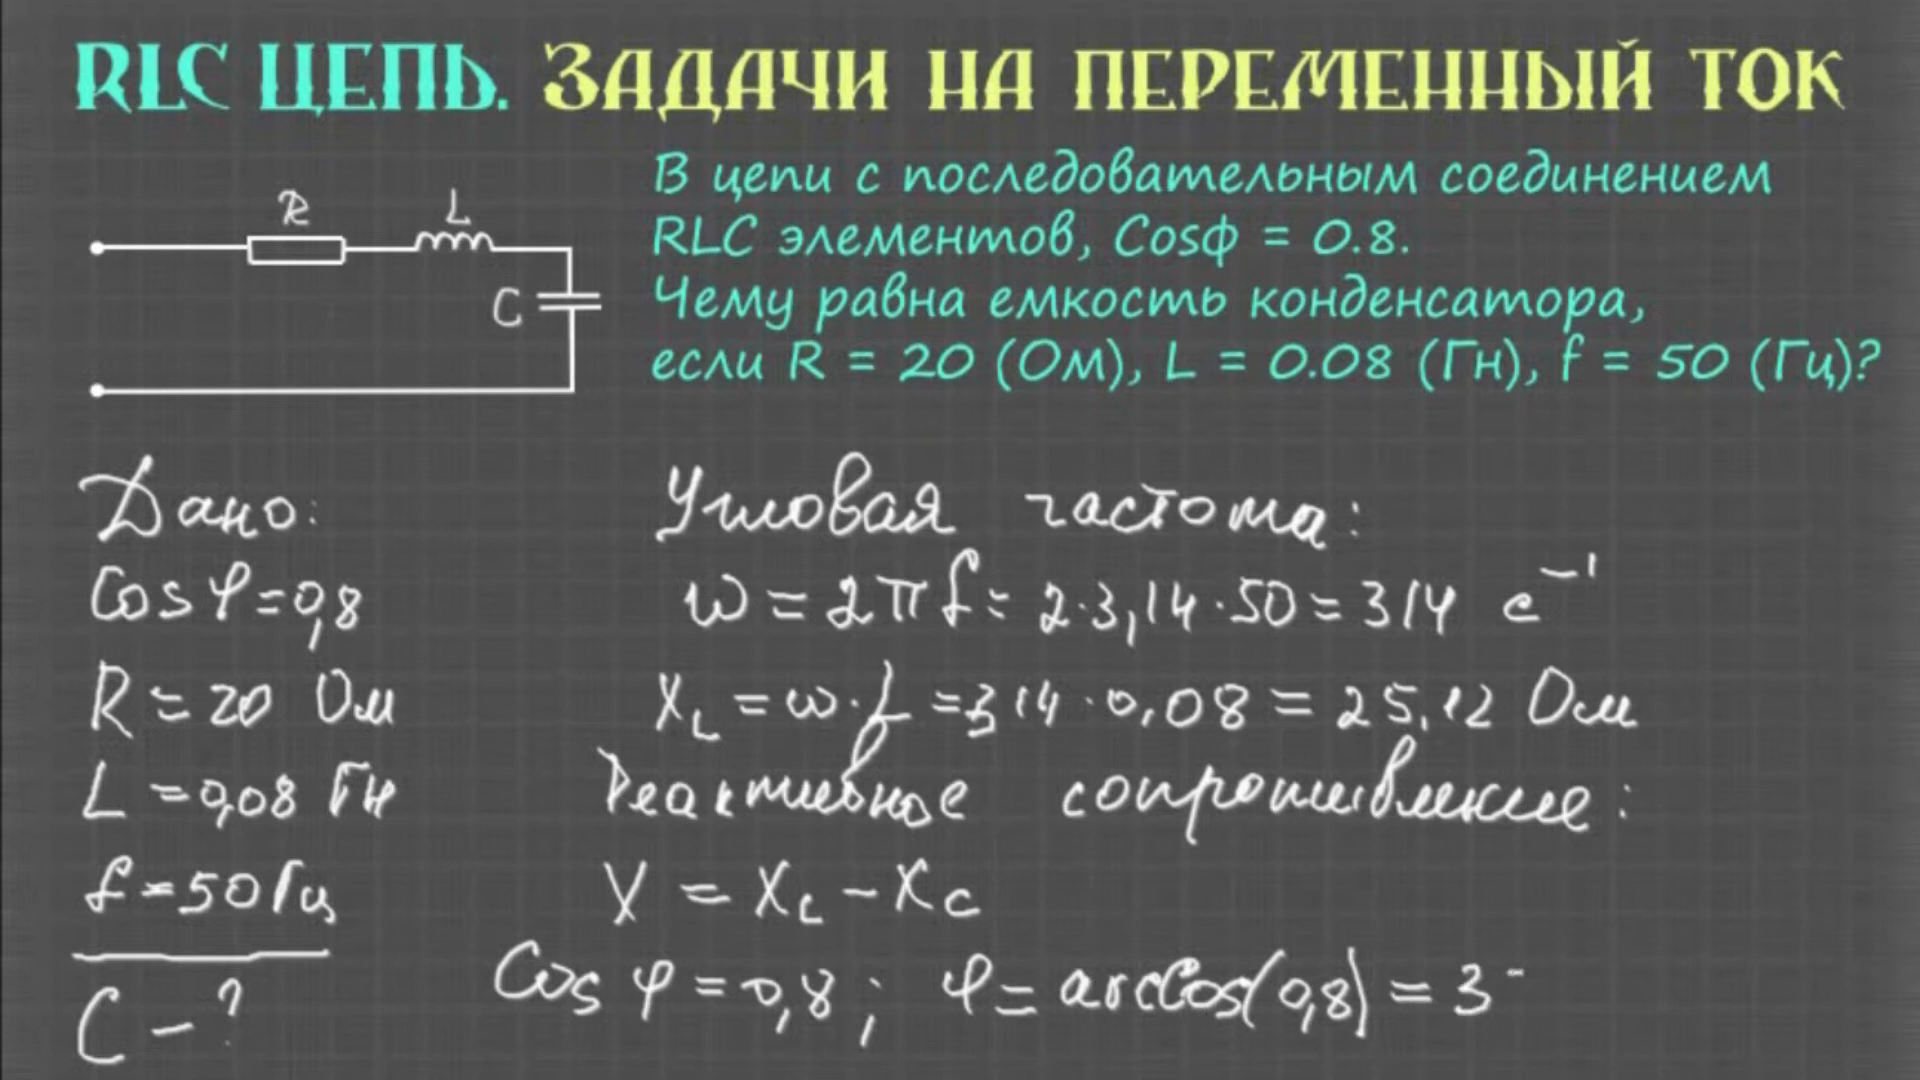 RLC ЦЕПЬ. ЗАДАЧИ НА ПЕРЕМЕННЫЙ ТОК
В цепи с последовательным соединением
RLC элементов, Cosφ = 0.8.
Чему равна емкость конденсатора,
если R = 20 (Ом), L = 0.08 (Гн), f = 50 (Гц)?
R
L
C
Дано:
Cos φ = 0,8
R = 20 Ом
L = 0,08 Гн
f = 50 Гц
C - ?
Угловая частота:
ω = 2πf = 2·3,14·50 = 314 c⁻¹
X_L = ω·L = 314·0,08 = 25,12 Ом
Реактивное сопротивление:
X = X_L - X_C
Cos φ = 0,8; φ = arccos(0,8) = 3